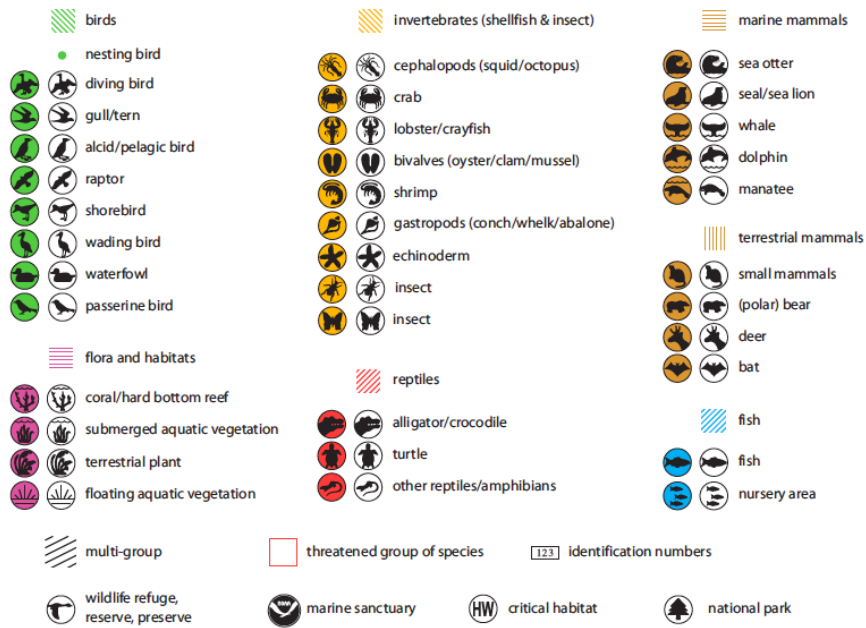 birds
nesting bird
diving bird
gull/tern
alcid/pelagic bird
raptor
shorebird
wading bird
waterfowl
passerine bird
flora and habitats
coral/hard bottom reef
submerged aquatic vegetation
terrestrial plant
floating aquatic vegetation
invertebrates (shellfish & insect)
cephalopods (squid/octopus)
crab
lobster/crayfish
bivalves (oyster/clam/mussel)
shrimp
gastropods (conch/whelk/abalone)
echinoderm
insect
insect
reptiles
alligator/crocodile
turtle
other reptiles/amphibians
marine mammals
sea otter
seal/sea lion
whale
dolphin
manatee
terrestrial mammals
small mammals
(polar) bear
deer
bat
fish
fish
nursery area
multi-group
threatened group of species
123 identification numbers
wildlife refuge,
reserve, preserve
marine sanctuary
HW critical habitat
national park